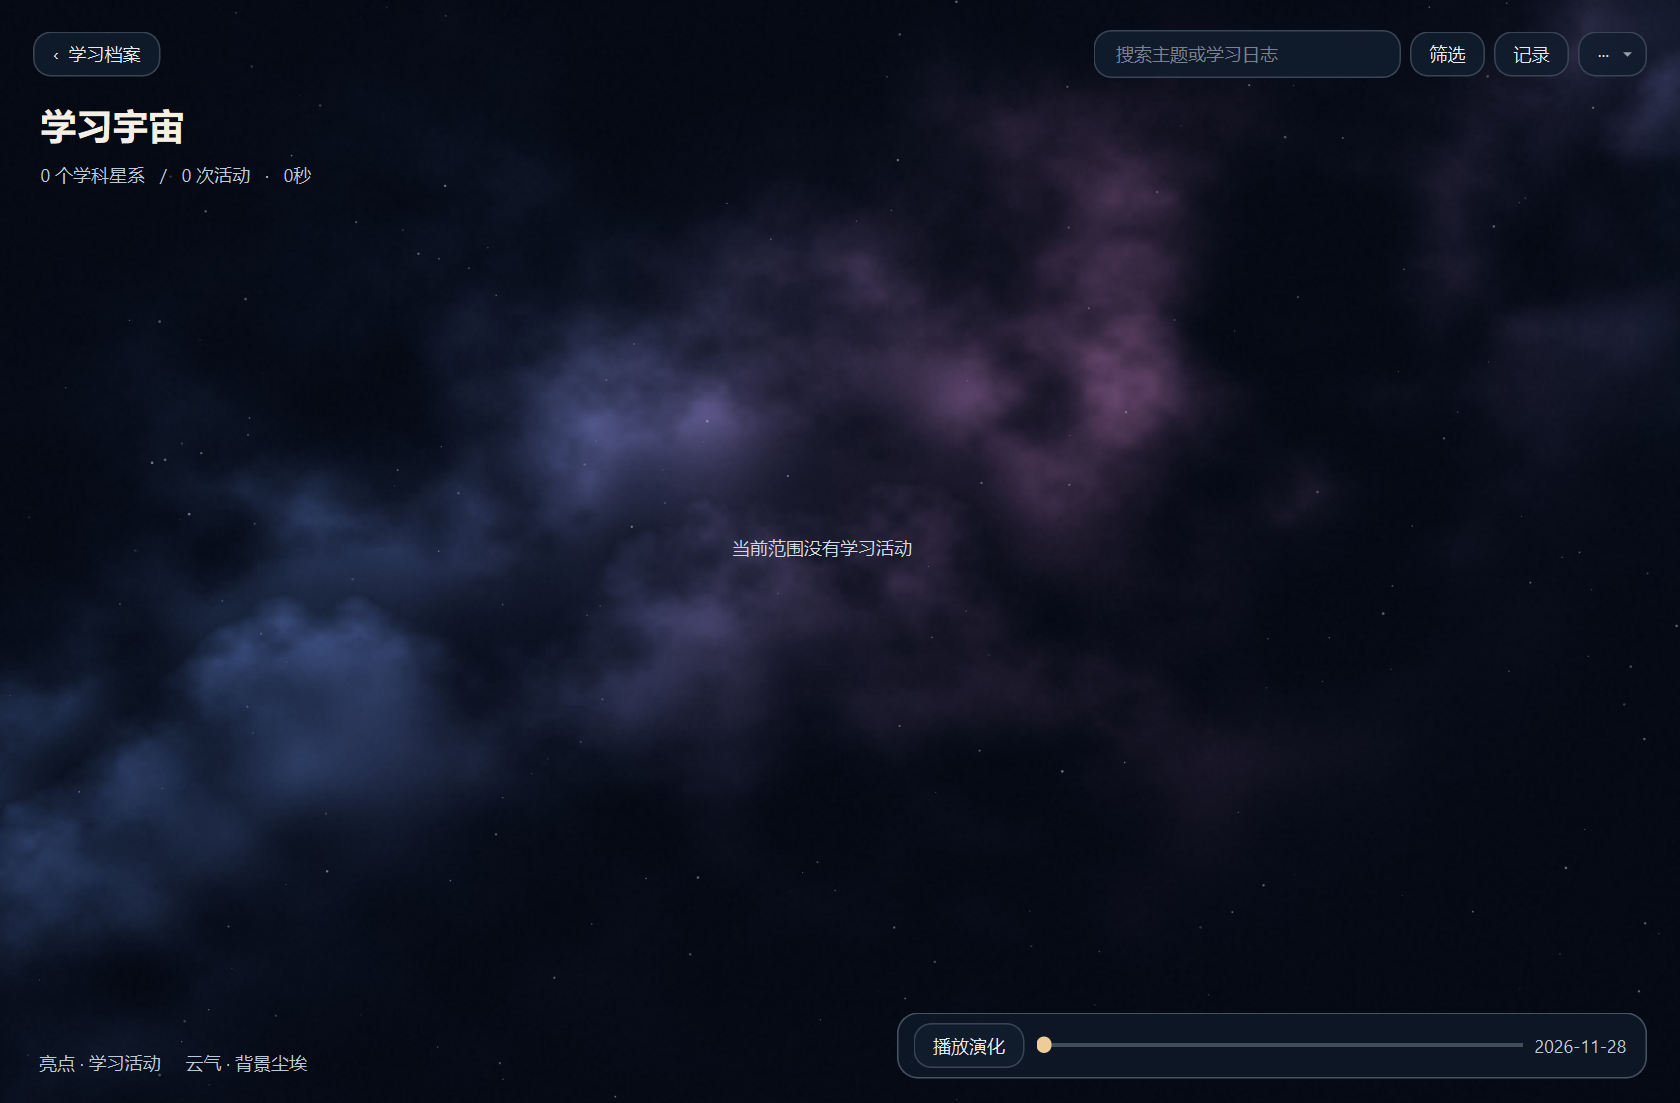 ‹ 学习档案
搜索主题或学习日志
筛选
记录
...
学习宇宙
0 个学科星系 / 0 次活动 · 0秒
当前范围没有学习活动
播放演化
2026-11-28
亮点 · 学习活动 云气 · 背景尘埃